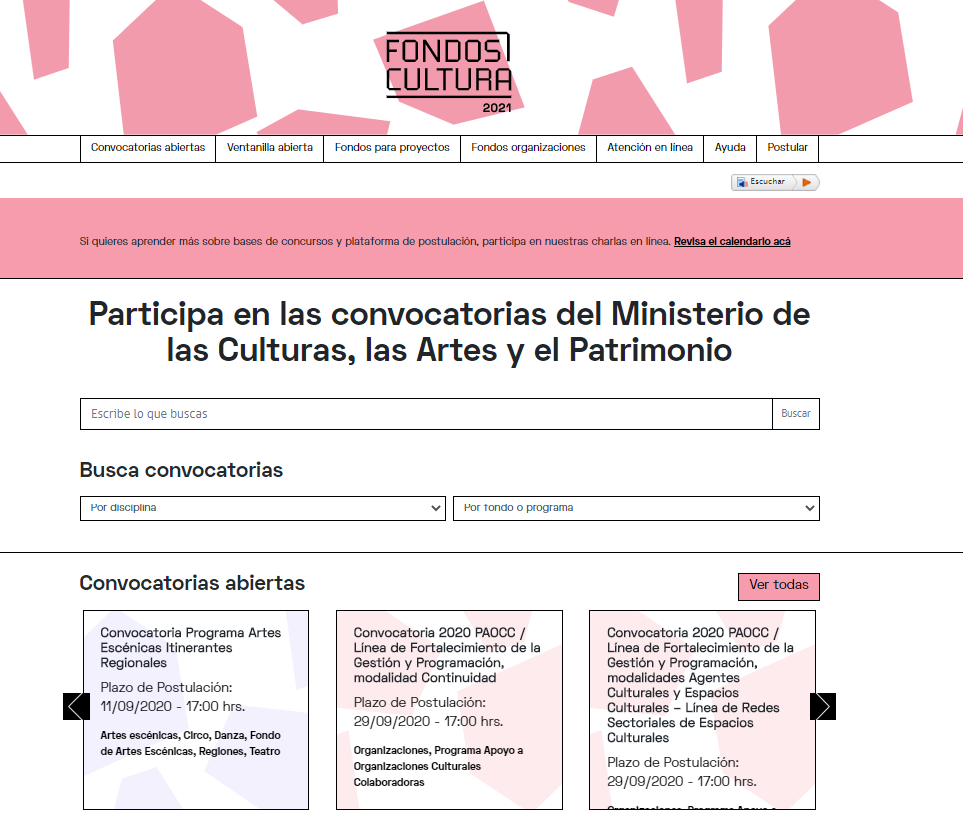 FONDOS
CULTURA
2021
Convocatorias abiertas
Ventanilla abierta
Fondos para proyectos
Fondos organizaciones
Atención en línea
Ayuda
Postular
Escuchar
Si quieres aprender más sobre bases de concursos y plataforma de postulación, participa en nuestras charlas en línea. Revisa el calendario acá
Participa en las convocatorias del Ministerio de
las Culturas, las Artes y el Patrimonio
Escribe lo que buscas
Buscar
Busca convocatorias
Por disciplina
Por fondo o programa
Convocatorias abiertas
Ver todas
Convocatoria Programa Artes
Escénicas Itinerantes
Regionales
Plazo de Postulación:
11/09/2020 - 17:00 hrs.
Artes escénicas, Circo, Danza, Fondo
de Artes Escénicas, Regiones, Teatro
Convocatoria 2020 PAOCC /
Línea de Fortalecimiento de la
Gestión y Programación,
modalidad Continuidad
Plazo de Postulación:
29/09/2020 - 17:00 hrs.
Organizaciones, Programa Apoyo a
Organizaciones Culturales
Colaboradoras
Convocatoria 2020 PAOCC /
Línea de Fortalecimiento de la
Gestión y Programación,
modalidades Agentes
Culturales y Espacios
Culturales – Línea de Redes
Sectoriales de Espacios
Culturales
Plazo de Postulación:
29/09/2020 - 17:00 hrs.
Organizaciones, Programa Apoyo a